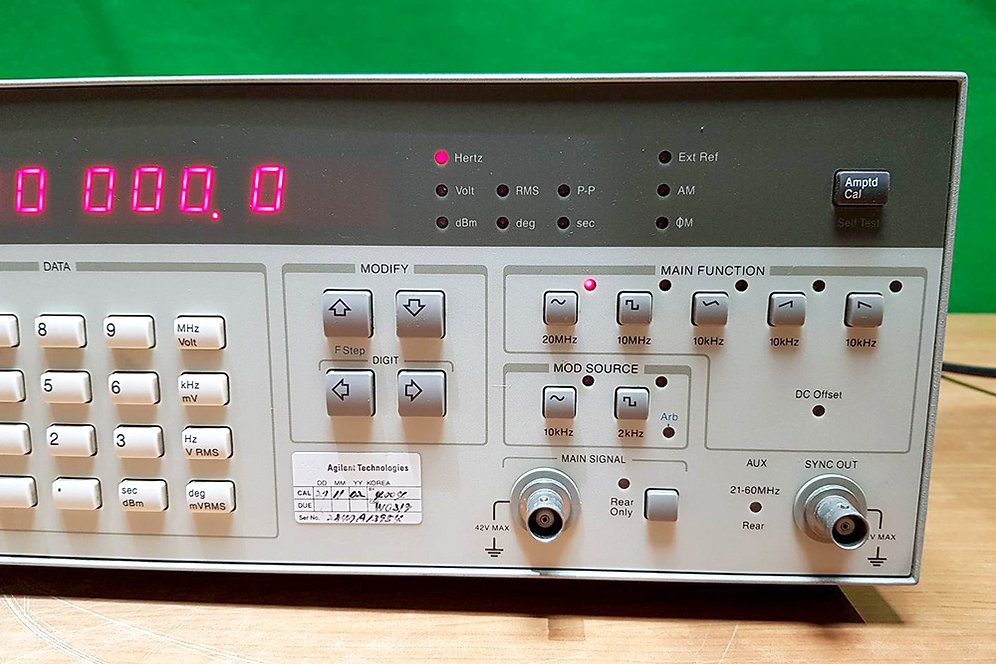 0 000.0
Hertz
Volt RMS P-P
dBm deg sec
Ext Ref
AM
ΦM
Amptd
Cal
Self Test
DATA
8 9 MHz
Volt
5 6 kHz
mV
2 3 Hz
V RMS
. sec
dBm
deg
mVRMS
MODIFY
F Step
DIGIT
MAIN FUNCTION
20MHz 10MHz 10kHz 10kHz 10kHz
MOD SOURCE
10kHz 2kHz
Arb
DC Offset
Agilent Technologies
DD MM YY KOREA
CAL BY
DUE
Ser No.
MAIN SIGNAL
42V MAX
Rear
Only
AUX
21-60MHz
Rear
SYNC OUT
V MAX